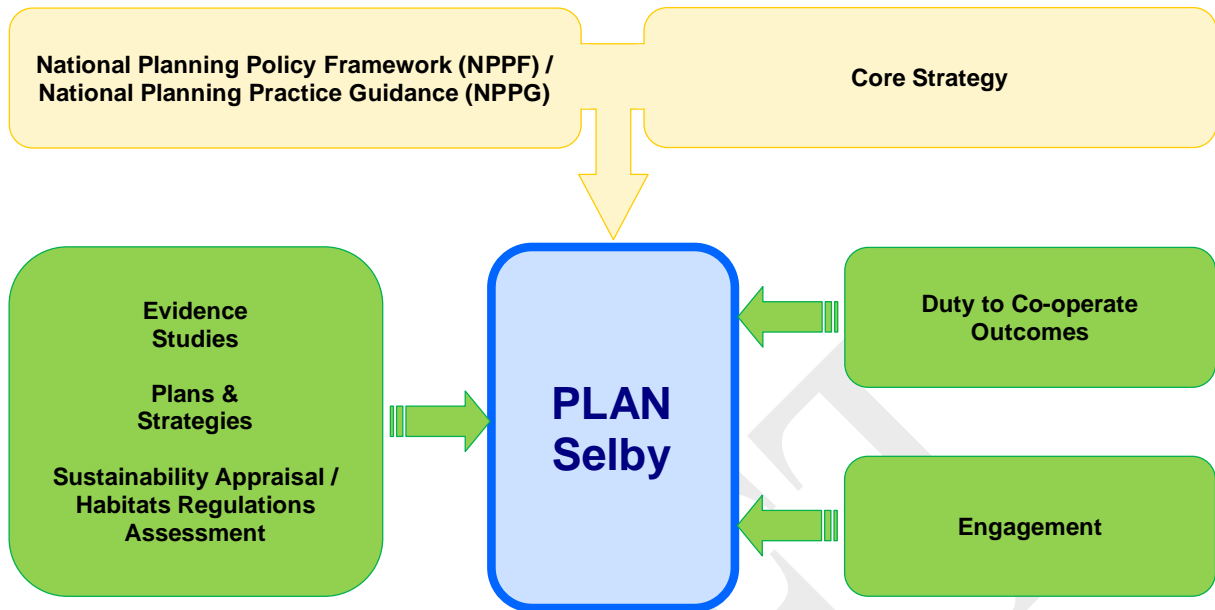 National Planning Policy Framework (NPPF) /
National Planning Practice Guidance (NPPG)
Core Strategy
Evidence
Studies
Plans &
Strategies
Sustainability Appraisal /
Habitats Regulations
Assessment
PLAN
Selby
Duty to Co-operate
Outcomes
Engagement